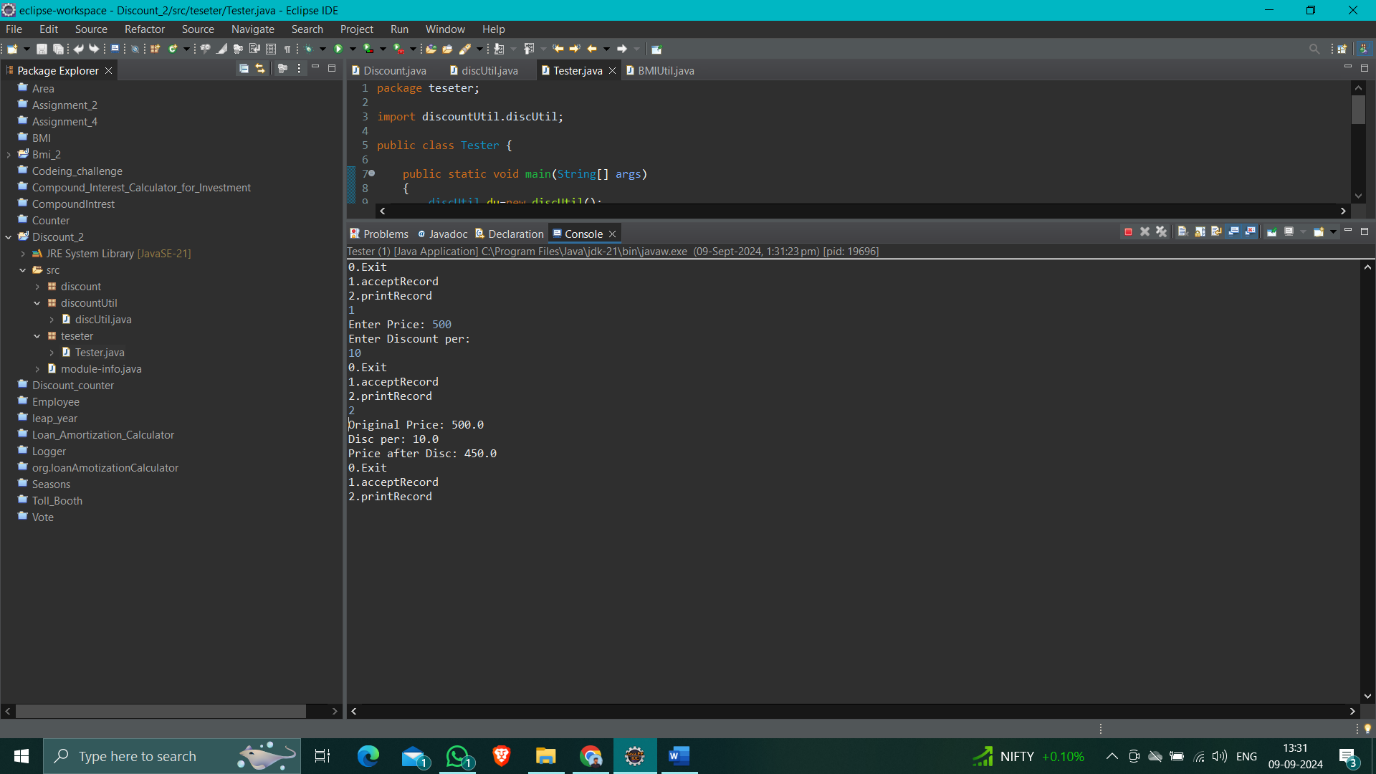 eclipse-workspace - Discount_2/src/teseter/Tester.java - Eclipse IDE
File Edit Source Refactor Source Navigate Search Project Run Window Help
Package Explorer
Area
Assignment_2
Assignment_4
BMI
Bmi_2
Codeing_challenge
Compound_Interest_Calculator_for_Investment
CompoundIntrest
Counter
Discount_2
JRE System Library [JavaSE-21]
src
discount
discountUtil
discUtil.java
teseter
Tester.java
module-info.java
Discount_counter
Employee
leap_year
Loan_Amortization_Calculator
Logger
org.loanAmotizationCalculator
Seasons
Toll_Booth
Vote
Discount.java discUtil.java Tester.java BMIUtil.java
1 package teseter;
2
3 import discountUtil.discUtil;
4
5 public class Tester {
6
7 public static void main(String[] args)
8 {
9 discUtil du=new discUtil();
Problems Javadoc Declaration Console
Tester (1) [Java Application] C:\Program Files\Java\jdk-21\bin\javaw.exe (09-Sept-2024, 1:31:23 pm) [pid: 19696]
0.Exit
1.acceptRecord
2.printRecord
1
Enter Price: 500
Enter Discount per:
10
0.Exit
1.acceptRecord
2.printRecord
2
Original Price: 500.0
Disc per: 10.0
Price after Disc: 450.0
0.Exit
1.acceptRecord
2.printRecord
Type here to search
1
1
NIFTY +0.10%
ENG
13:31
09-09-2024
3